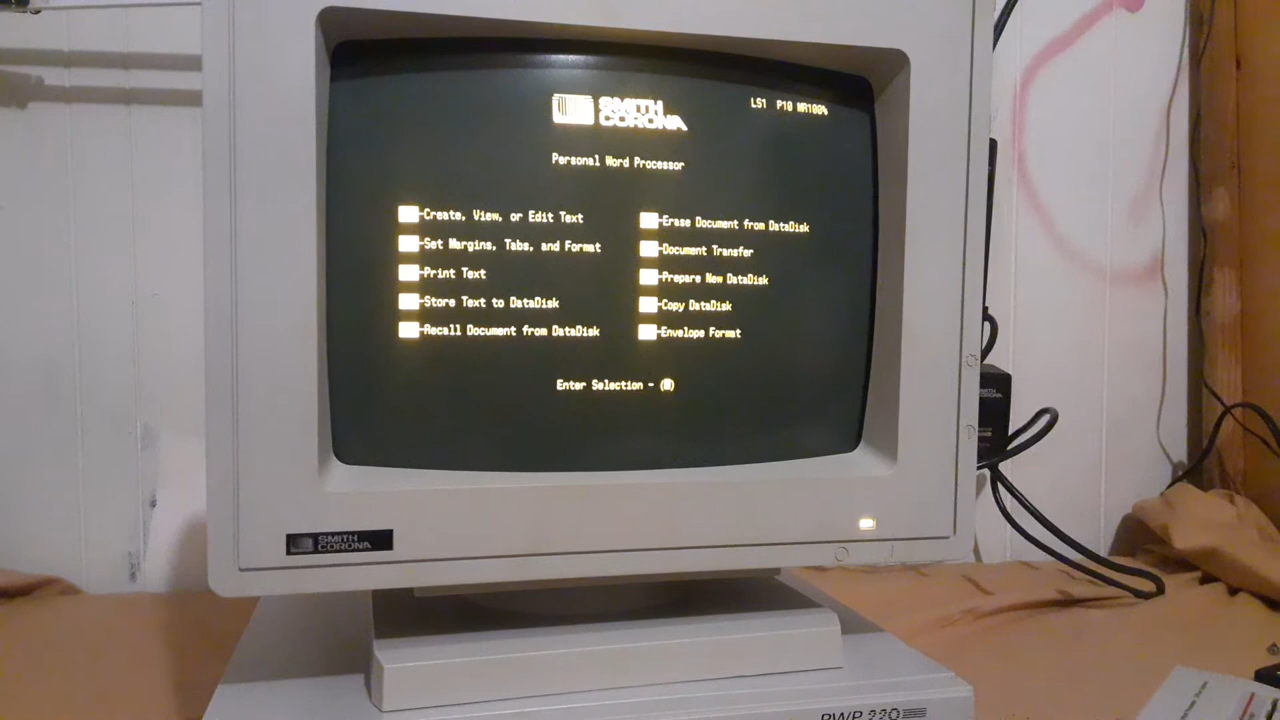 SMITH
CORONA
LS1 P10 MR100%
Personal Word Processor
Create, View, or Edit Text
Set Margins, Tabs, and Format
Print Text
Store Text to DataDisk
Recall Document from DataDisk
Erase Document from DataDisk
Document Transfer
Prepare New DataDisk
Copy DataDisk
Envelope Format
Enter Selection - ( )
SMITH
CORONA
SMITH
CORONA
PWP 220